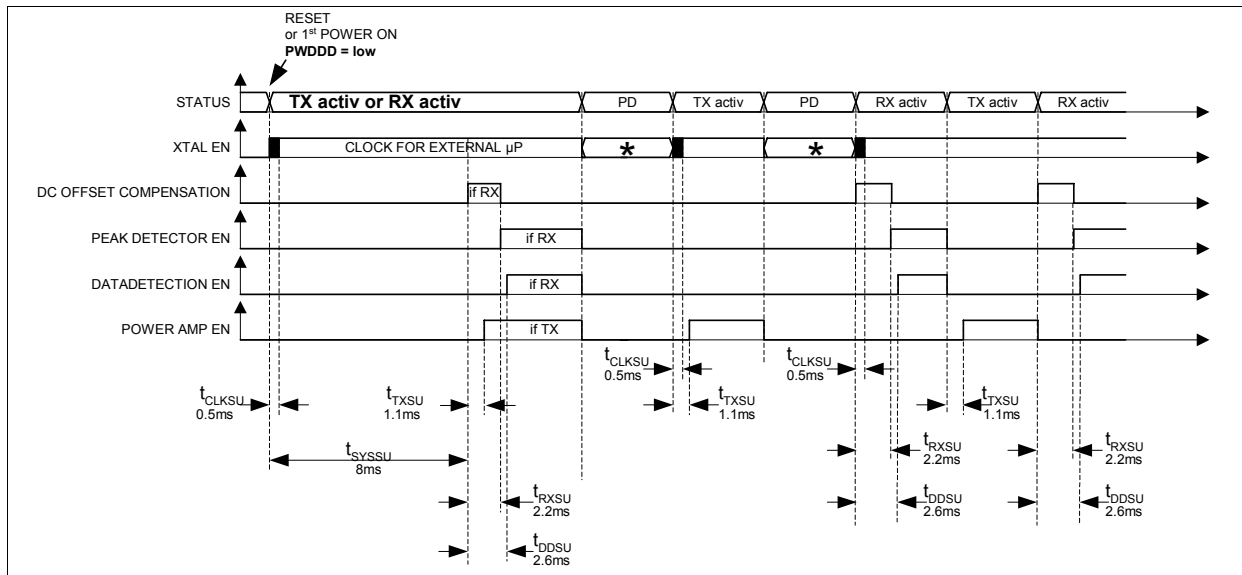 RESET
or 1st POWER ON
PWDDD = low
STATUS
TX activ or RX activ
PD
TX activ
PD
RX activ
TX activ
RX activ
XTAL EN
CLOCK FOR EXTERNAL µP
*
*
DC OFFSET COMPENSATION
if RX
PEAK DETECTOR EN
if RX
DATADETECTION EN
if RX
POWER AMP EN
if TX
tCLKSU
0.5ms
tCLKSU
0.5ms
tCLKSU
0.5ms
tTXSU
1.1ms
tTXSU
1.1ms
tTXSU
1.1ms
tSYSSU
8ms
tRXSU
2.2ms
tRXSU
2.2ms
tRXSU
2.2ms
tDDSU
2.6ms
tDDSU
2.6ms
tDDSU
2.6ms